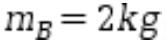 m_B = 2kg